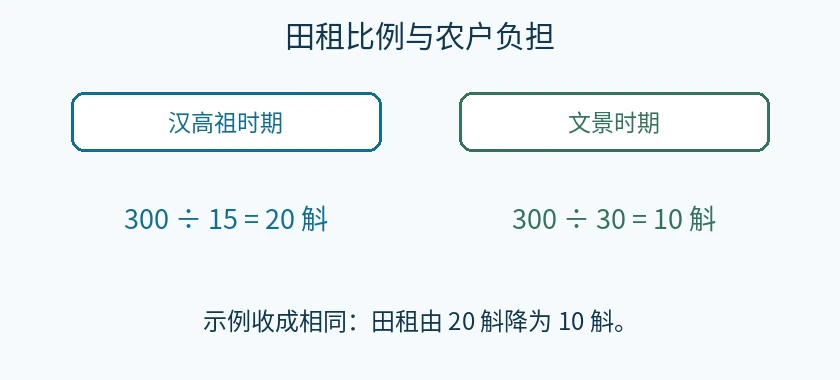 田租比例与农户负担
汉高祖时期
文景时期
300 ÷ 15 = 20 斛
300 ÷ 30 = 10 斛
示例收成相同：田租由 20 斛降为 10 斛。